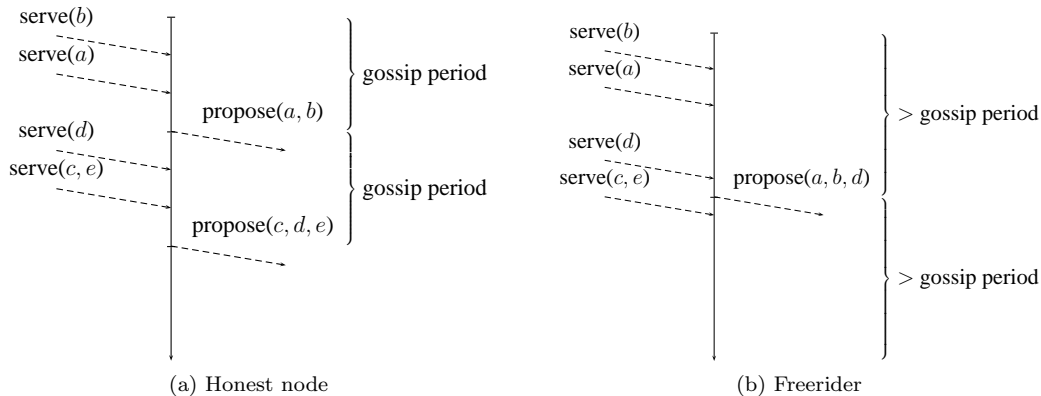 serve(b)
serve(a)
gossip period
propose(a, b)
serve(d)
serve(c, e)
gossip period
propose(c, d, e)
(a) Honest node
serve(b)
serve(a)
> gossip period
serve(d)
serve(c, e)
propose(a, b, d)
> gossip period
(b) Freerider